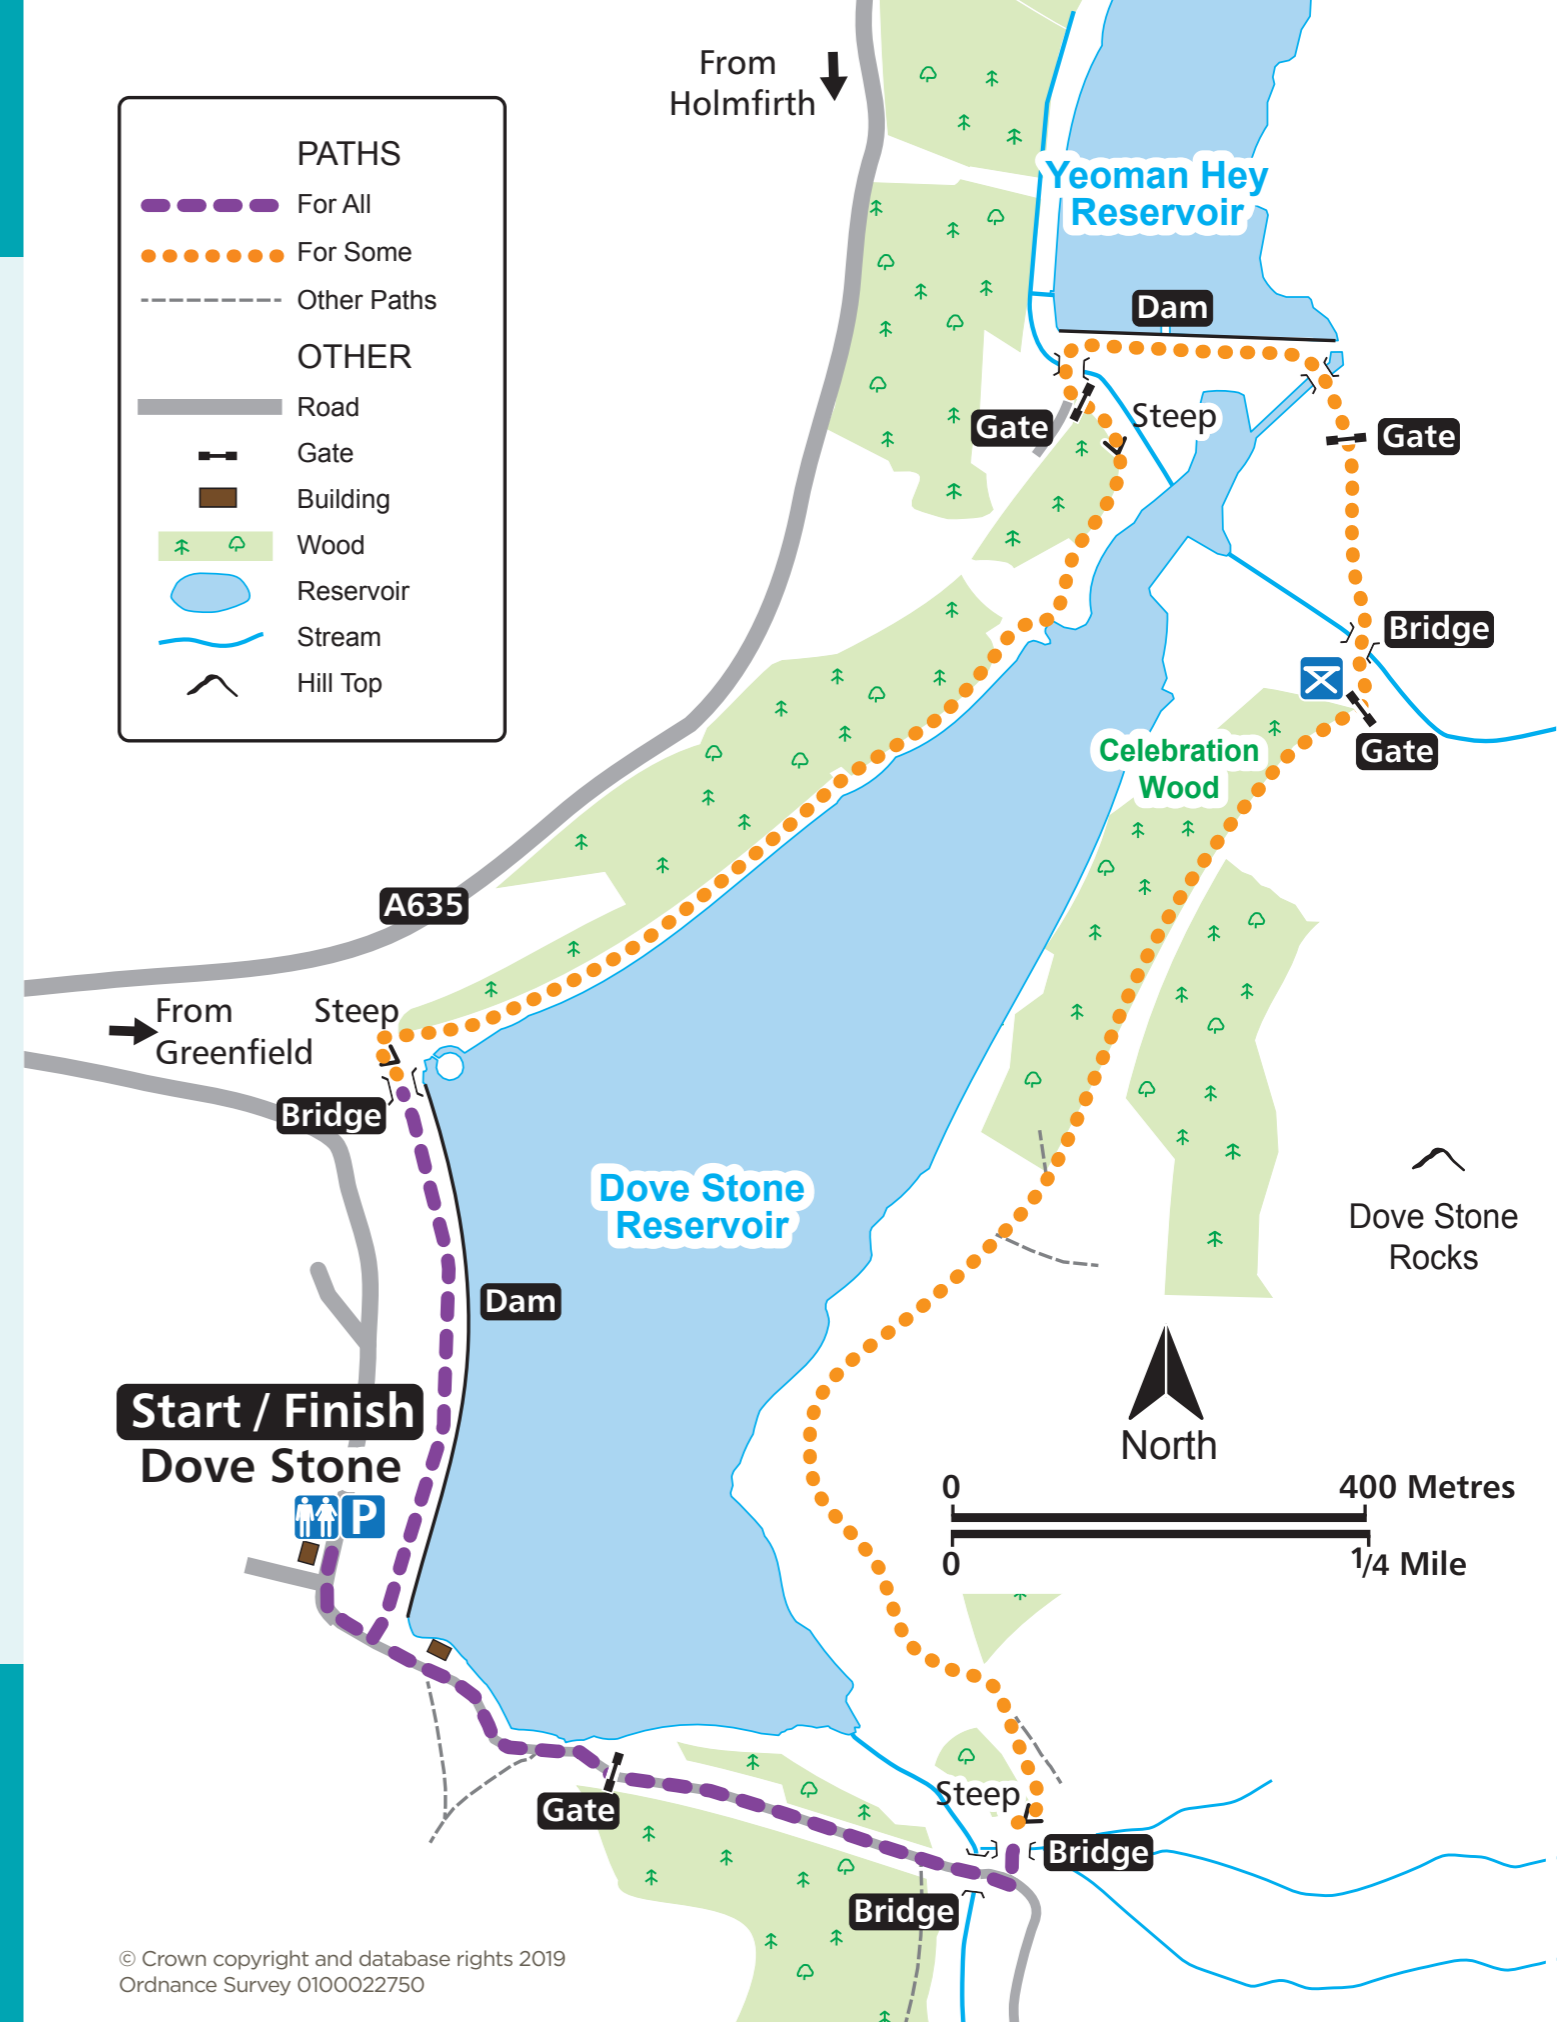 From
Holmfirth
PATHS
For All
For Some
Other Paths
OTHER
Road
Gate
Building
Wood
Reservoir
Stream
Hill Top
Yeoman Hey
Reservoir
Dam
Gate
Steep
Gate
Bridge
Gate
Celebration
Wood
A635
From
Greenfield
Steep
Bridge
Dove Stone
Reservoir
Dam
Dove Stone
Rocks
Start / Finish
Dove Stone
P
North
0
400 Metres
0
1/4 Mile
Gate
Steep
Bridge
Bridge
© Crown copyright and database rights 2019
Ordnance Survey 0100022750